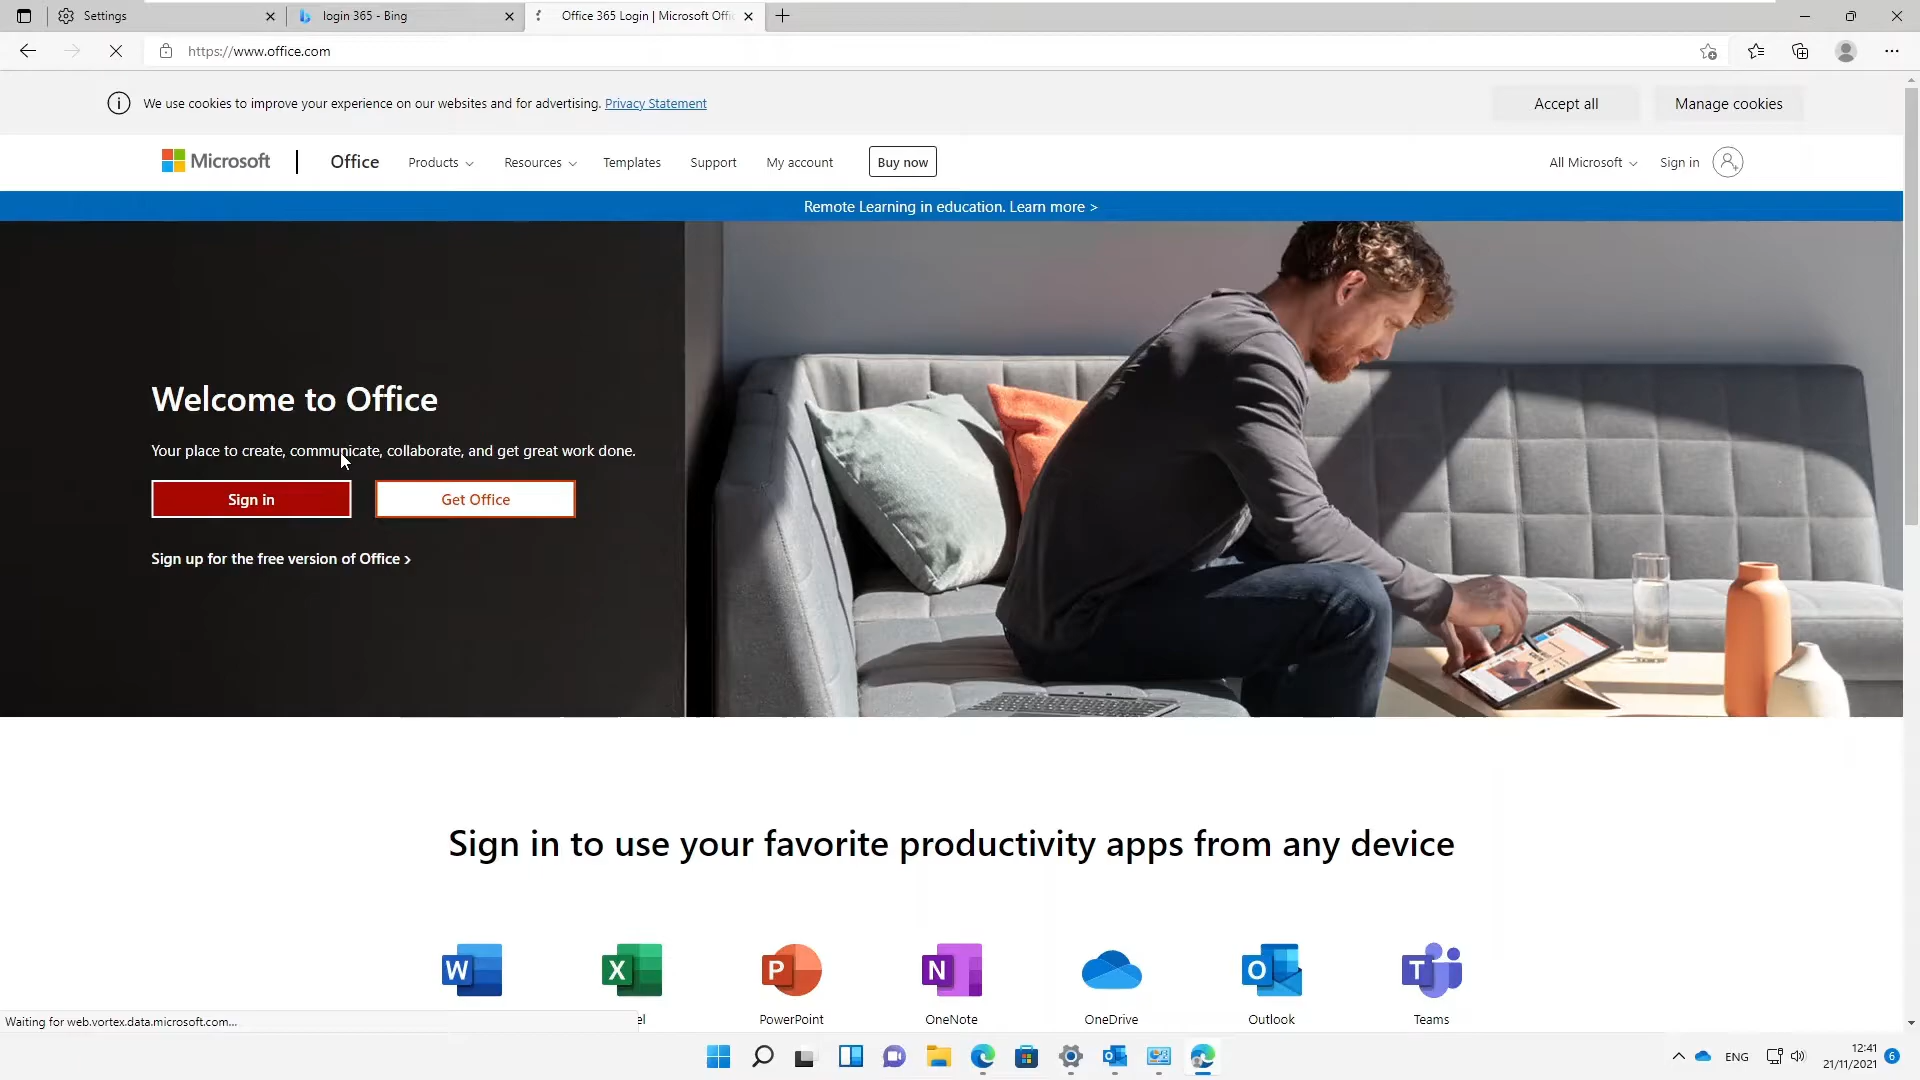 Settings
login 365 - Bing
Office 365 Login | Microsoft Offic
https://www.office.com
We use cookies to improve your experience on our websites and for advertising. Privacy Statement
Accept all
Manage cookies
Microsoft
Office
Products
Resources
Templates
Support
My account
Buy now
All Microsoft
Sign in
Remote Learning in education. Learn more >
Welcome to Office
Your place to create, communicate, collaborate, and get great work done.
Sign in
Get Office
Sign up for the free version of Office >
Sign in to use your favorite productivity apps from any device
W
X
P
N
O
T
el
PowerPoint
OneNote
OneDrive
Outlook
Teams
Waiting for web.vortex.data.microsoft.com...
ENG
12:41
21/11/2021
6